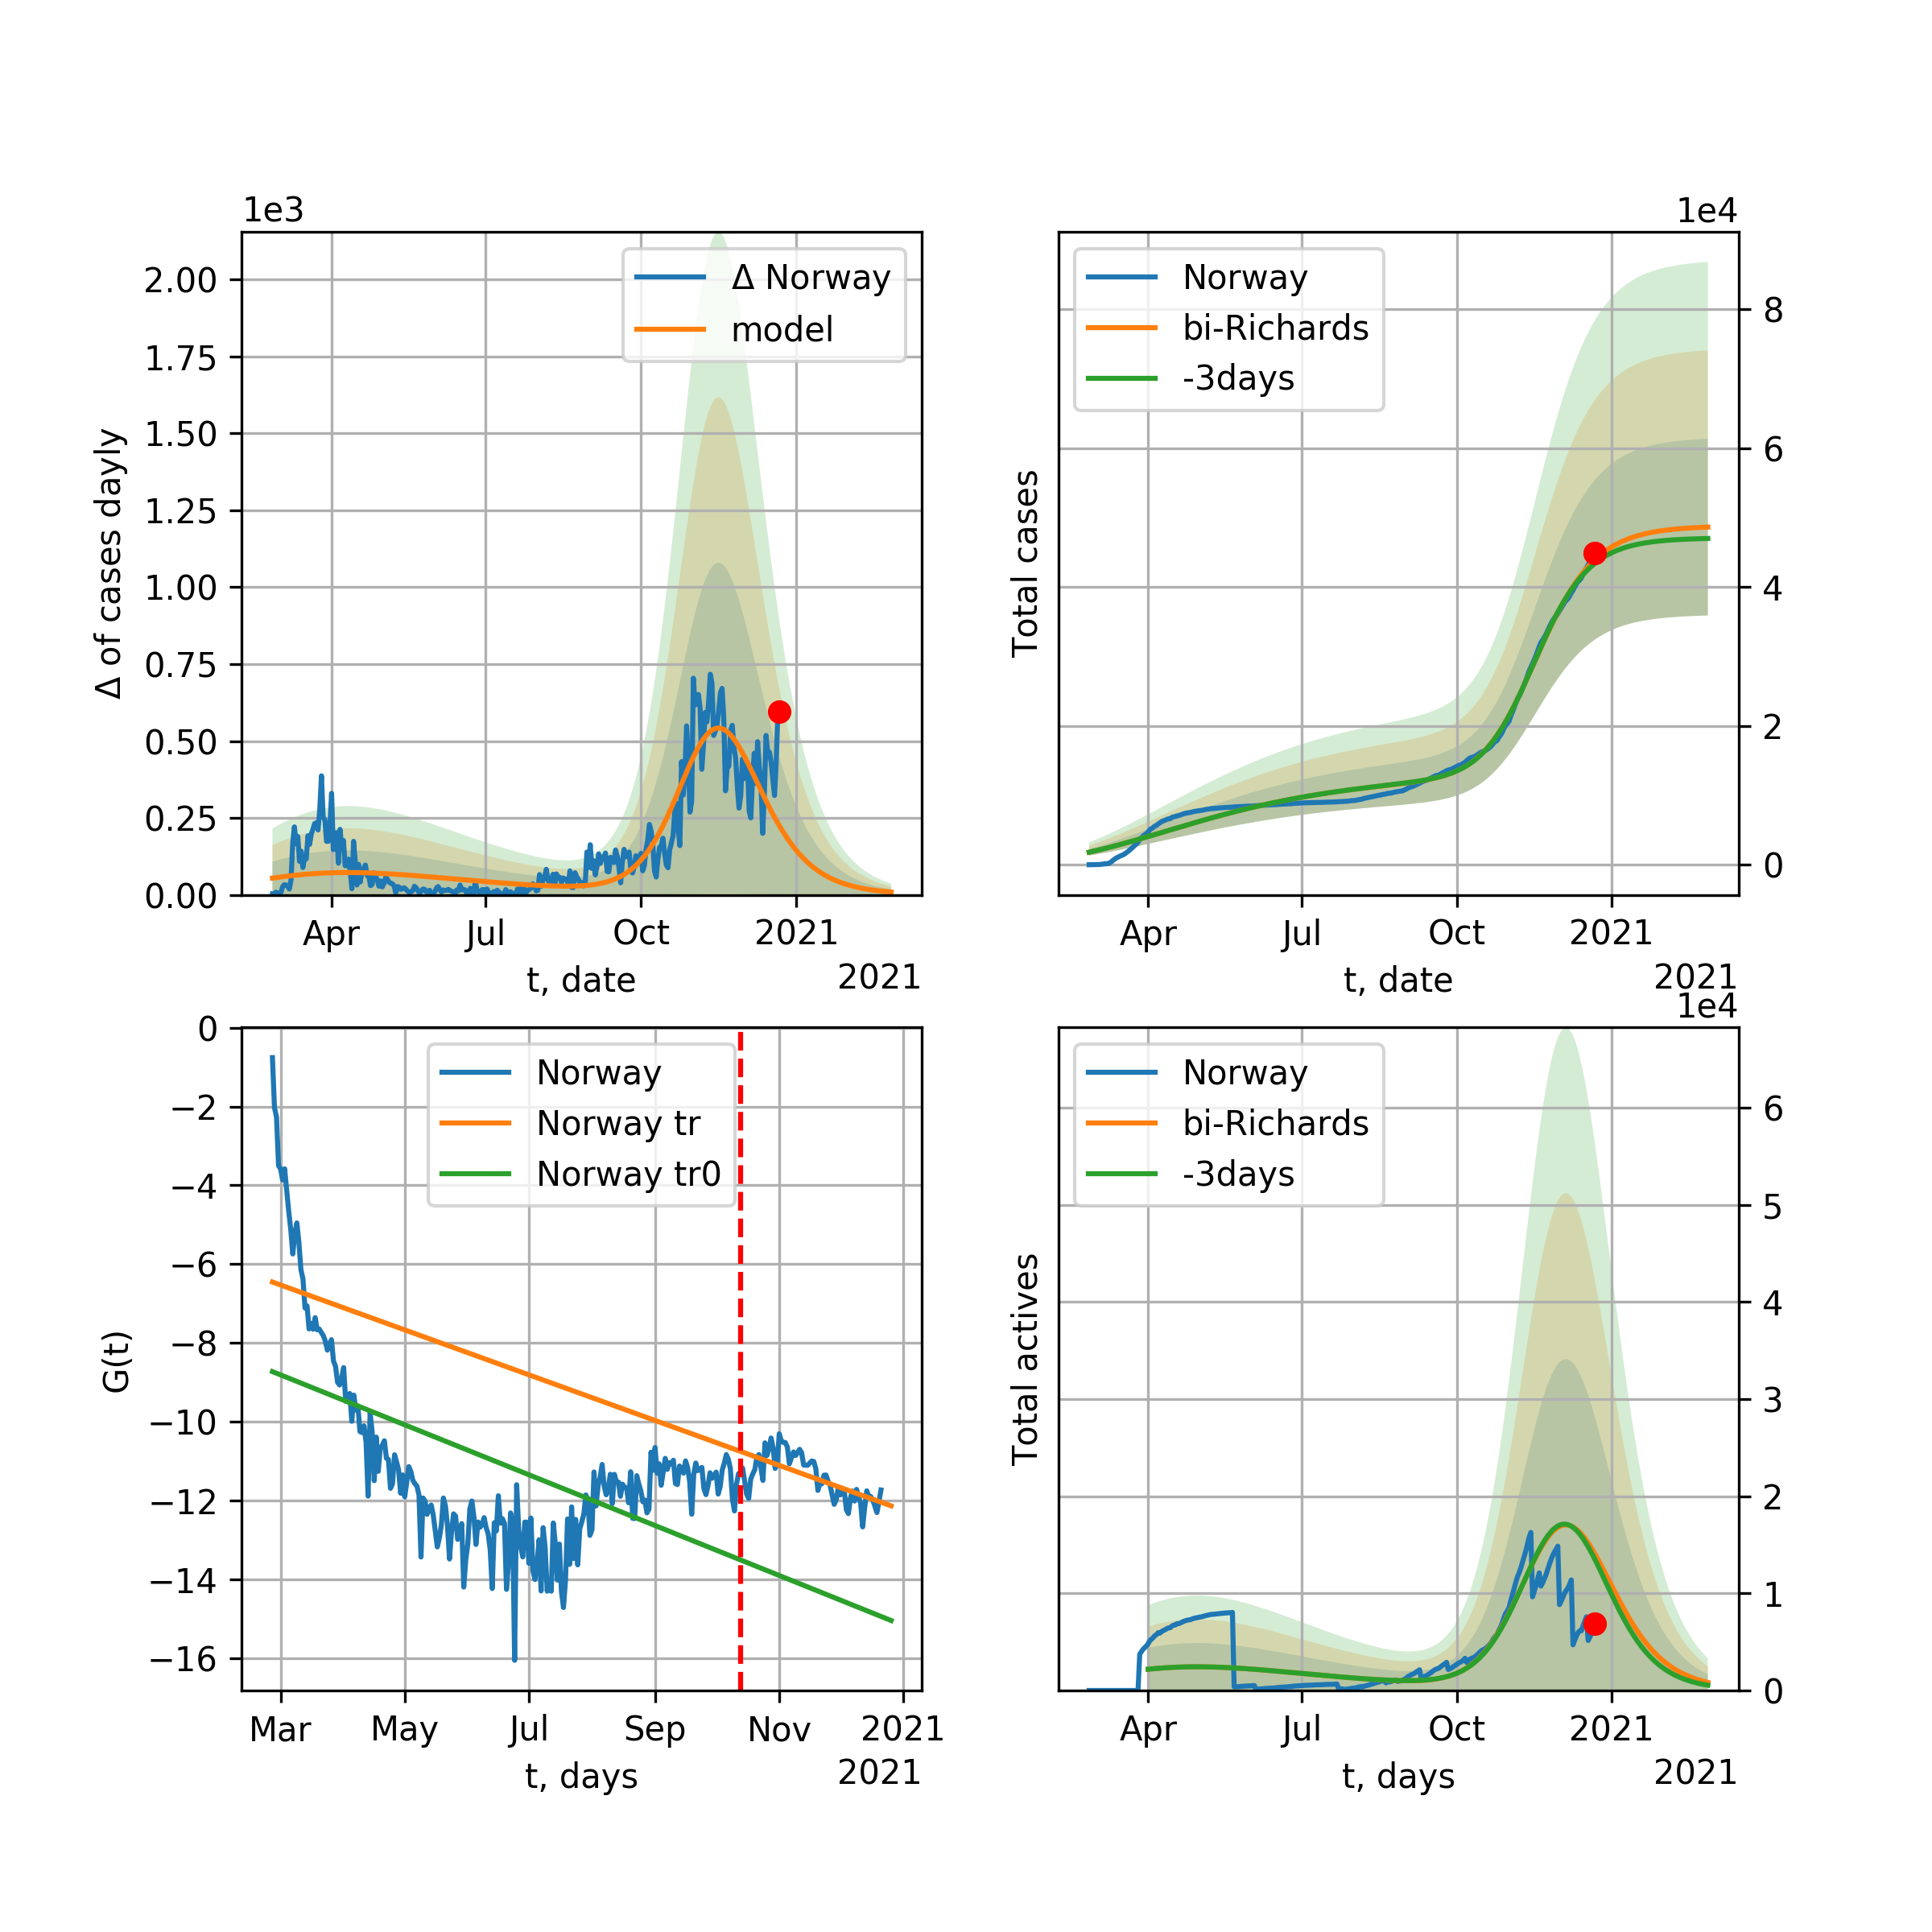 1e3
Δ of cases dayly
2.00
1.75
1.50
1.25
1.00
0.75
0.50
0.25
0.00
Δ Norway
model
Apr Jul Oct 2021
t, date 2021
1e4
Total cases
Norway
bi-Richards
-3days
8
6
4
2
0
Apr Jul Oct 2021
t, date 2021
G(t)
0
−2
−4
−6
−8
−10
−12
−14
−16
Norway
Norway tr
Norway tr0
Mar May Jul Sep Nov 2021
t, days 2021
1e4
Total actives
Norway
bi-Richards
-3days
6
5
4
3
2
1
0
Apr Jul Oct 2021
t, days 2021